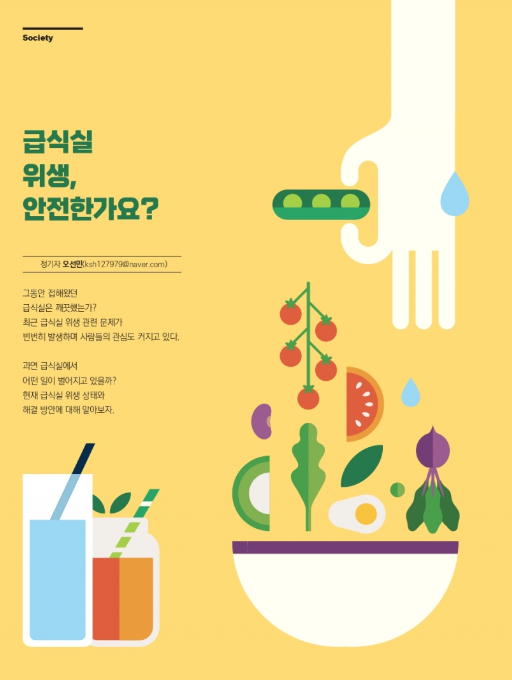 Society
급식실
위생,
안전한가요?
정기자 오선민(ksh127979@naver.com)
그동안 접해왔던
급식실은 깨끗했는가?
최근 급식실 위생 관련 문제가
빈번히 발생하며 사람들의 관심도 커지고 있다.
과연 급식실에서
어떤 일이 벌어지고 있을까?
현재 급식실 위생 상태와
해결 방안에 대해 알아보자.